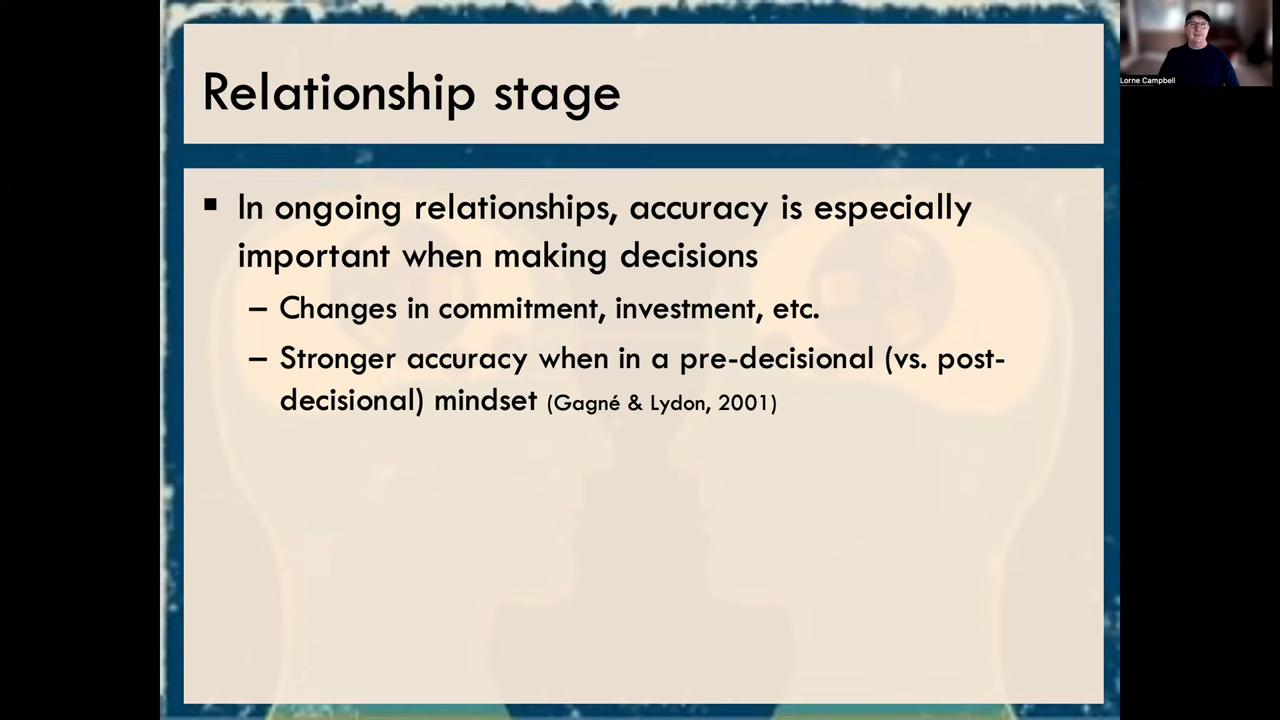 Relationship stage
Lorne Campbell
▪ In ongoing relationships, accuracy is especially
important when making decisions
– Changes in commitment, investment, etc.
– Stronger accuracy when in a pre-decisional (vs. post-
decisional) mindset (Gagné & Lydon, 2001)